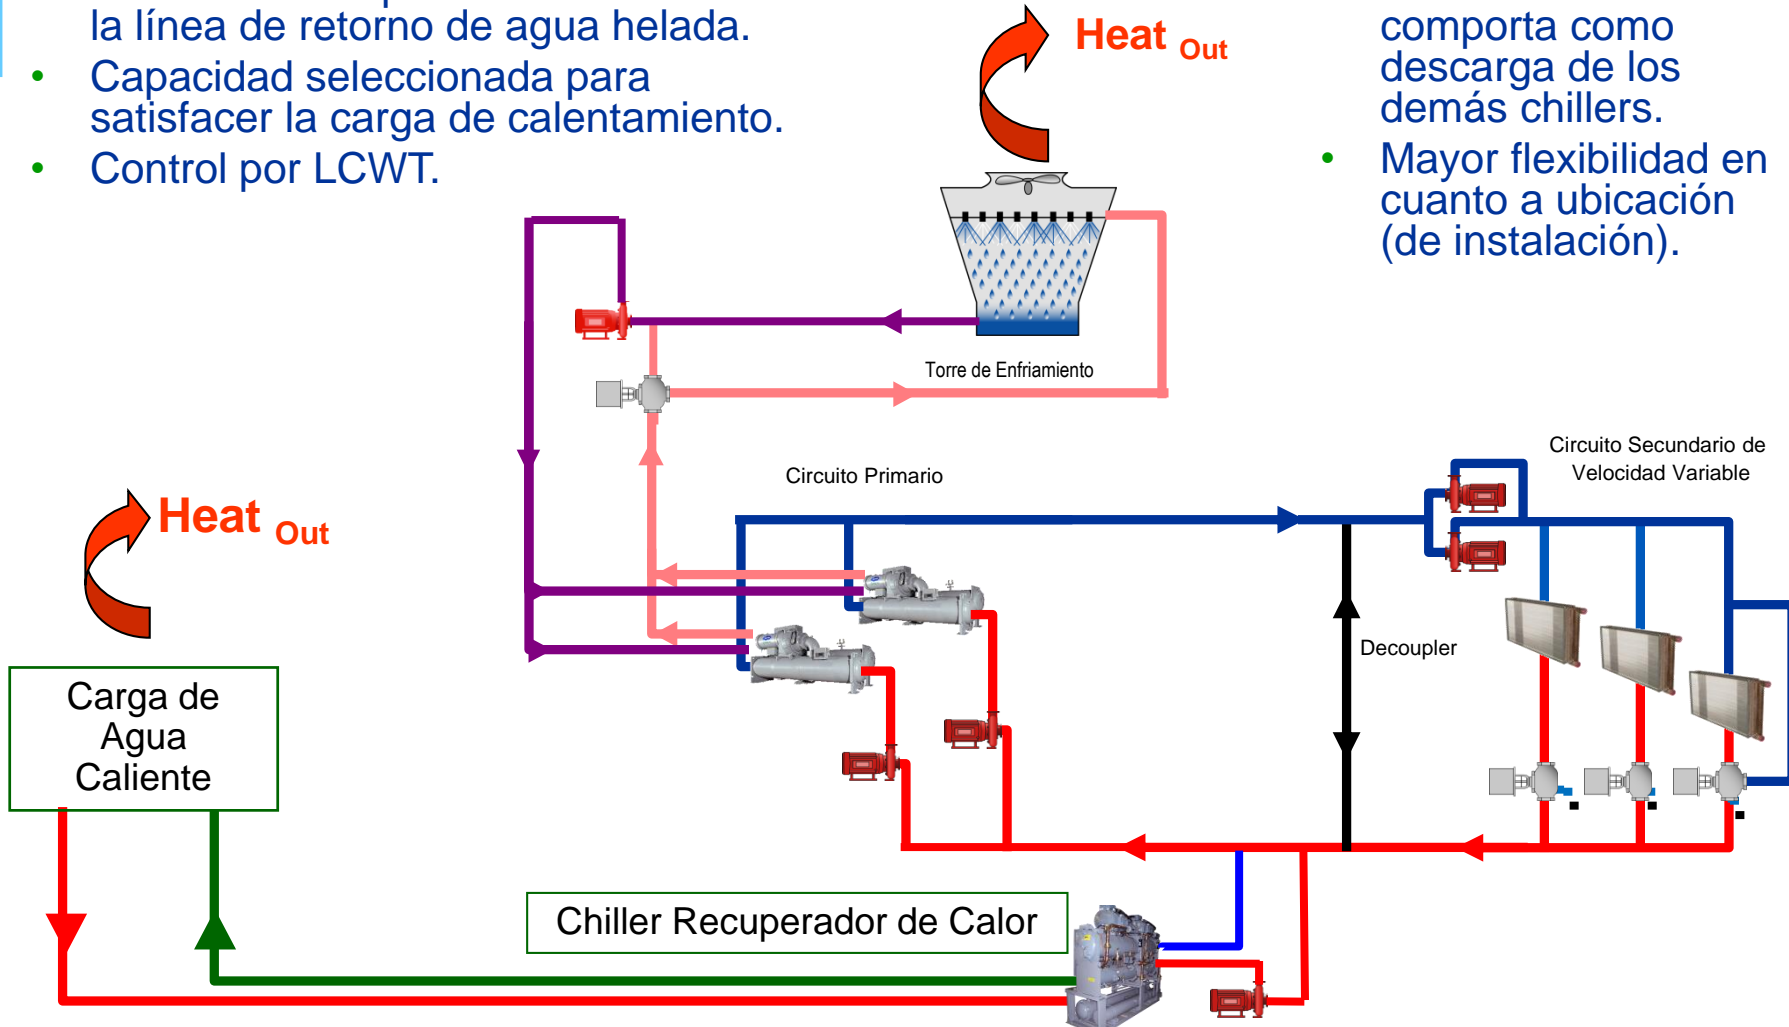 la línea de retorno de agua helada.
• Capacidad seleccionada para
satisfacer la carga de calentamiento.
• Control por LCWT.
Heat Out
comporta como
descarga de los
demás chillers.
• Mayor flexibilidad en
cuanto a ubicación
(de instalación).
Torre de Enfriamiento
Circuito Primario
Circuito Secundario de
Velocidad Variable
Heat Out
Decoupler
Carga de
Agua
Caliente
Chiller Recuperador de Calor